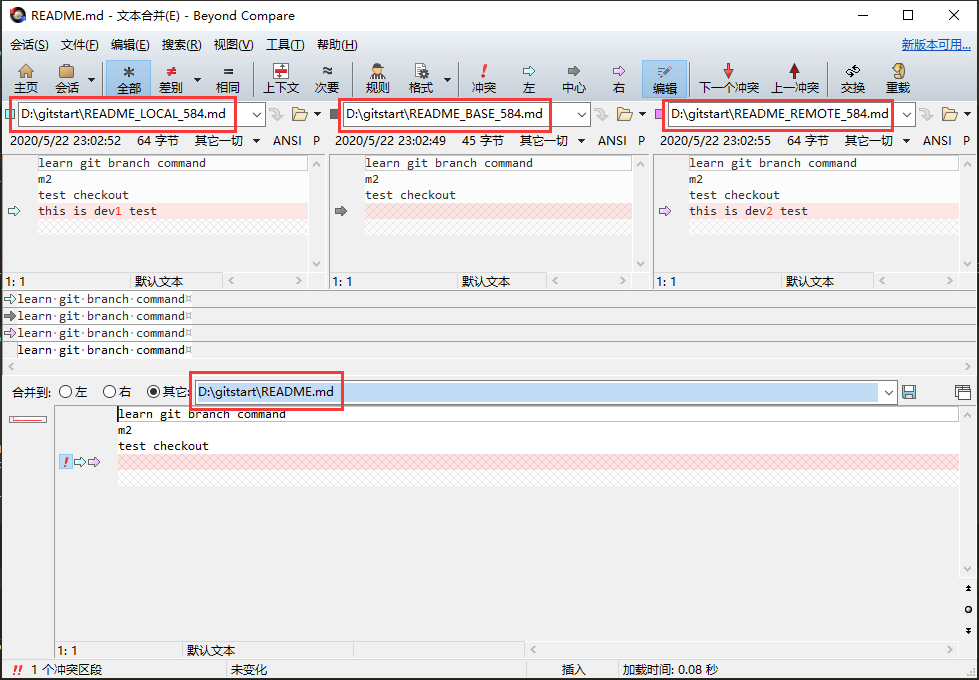 README.md - 文本合并(E) - Beyond Compare
会话(S) 文件(F) 编辑(E) 搜索(R) 视图(V) 工具(T) 帮助(H) 新版本可用...
主页 会话 全部 差别 相同 上下文 次要 规则 格式 冲突 左 中心 右 编辑 下一个冲突 上一冲突 交换 重载
D:\gitstart\README_LOCAL_584.md D:\gitstart\README_BASE_584.md D:\gitstart\README_REMOTE_584.md
2020/5/22 23:02:52 64 字节 其它一切 ANSI P 2020/5/22 23:02:49 45 字节 其它一切 ANSI P 2020/5/22 23:02:55 64 字节 其它一切 ANSI P
learn git branch command learn git branch command learn git branch command
m2 m2 m2
test checkout test checkout test checkout
this is dev1 test this is dev2 test
1: 1 默认文本 1: 1 默认文本 1: 1 默认文本
learn·git·branch·command¤
learn·git·branch·command¤
learn·git·branch·command¤
learn·git·branch·command¤
合并到: 左 右 其它: D:\gitstart\README.md
learn git branch command
m2
test checkout
1: 1 默认文本
1 个冲突区段 未变化 插入 加载时间: 0.08 秒